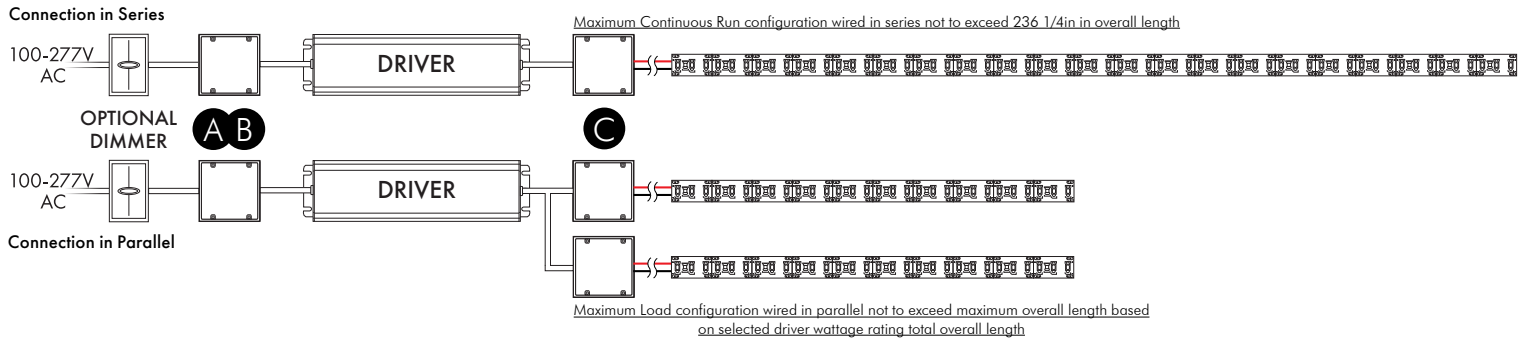 Connection in Series
Maximum Continuous Run configuration wired in series not to exceed 236 1/4in in overall length
100-277V
AC
DRIVER
OPTIONAL
DIMMER
A B
C
100-277V
AC
DRIVER
Connection in Parallel
Maximum Load configuration wired in parallel not to exceed maximum overall length based
on selected driver wattage rating total overall length